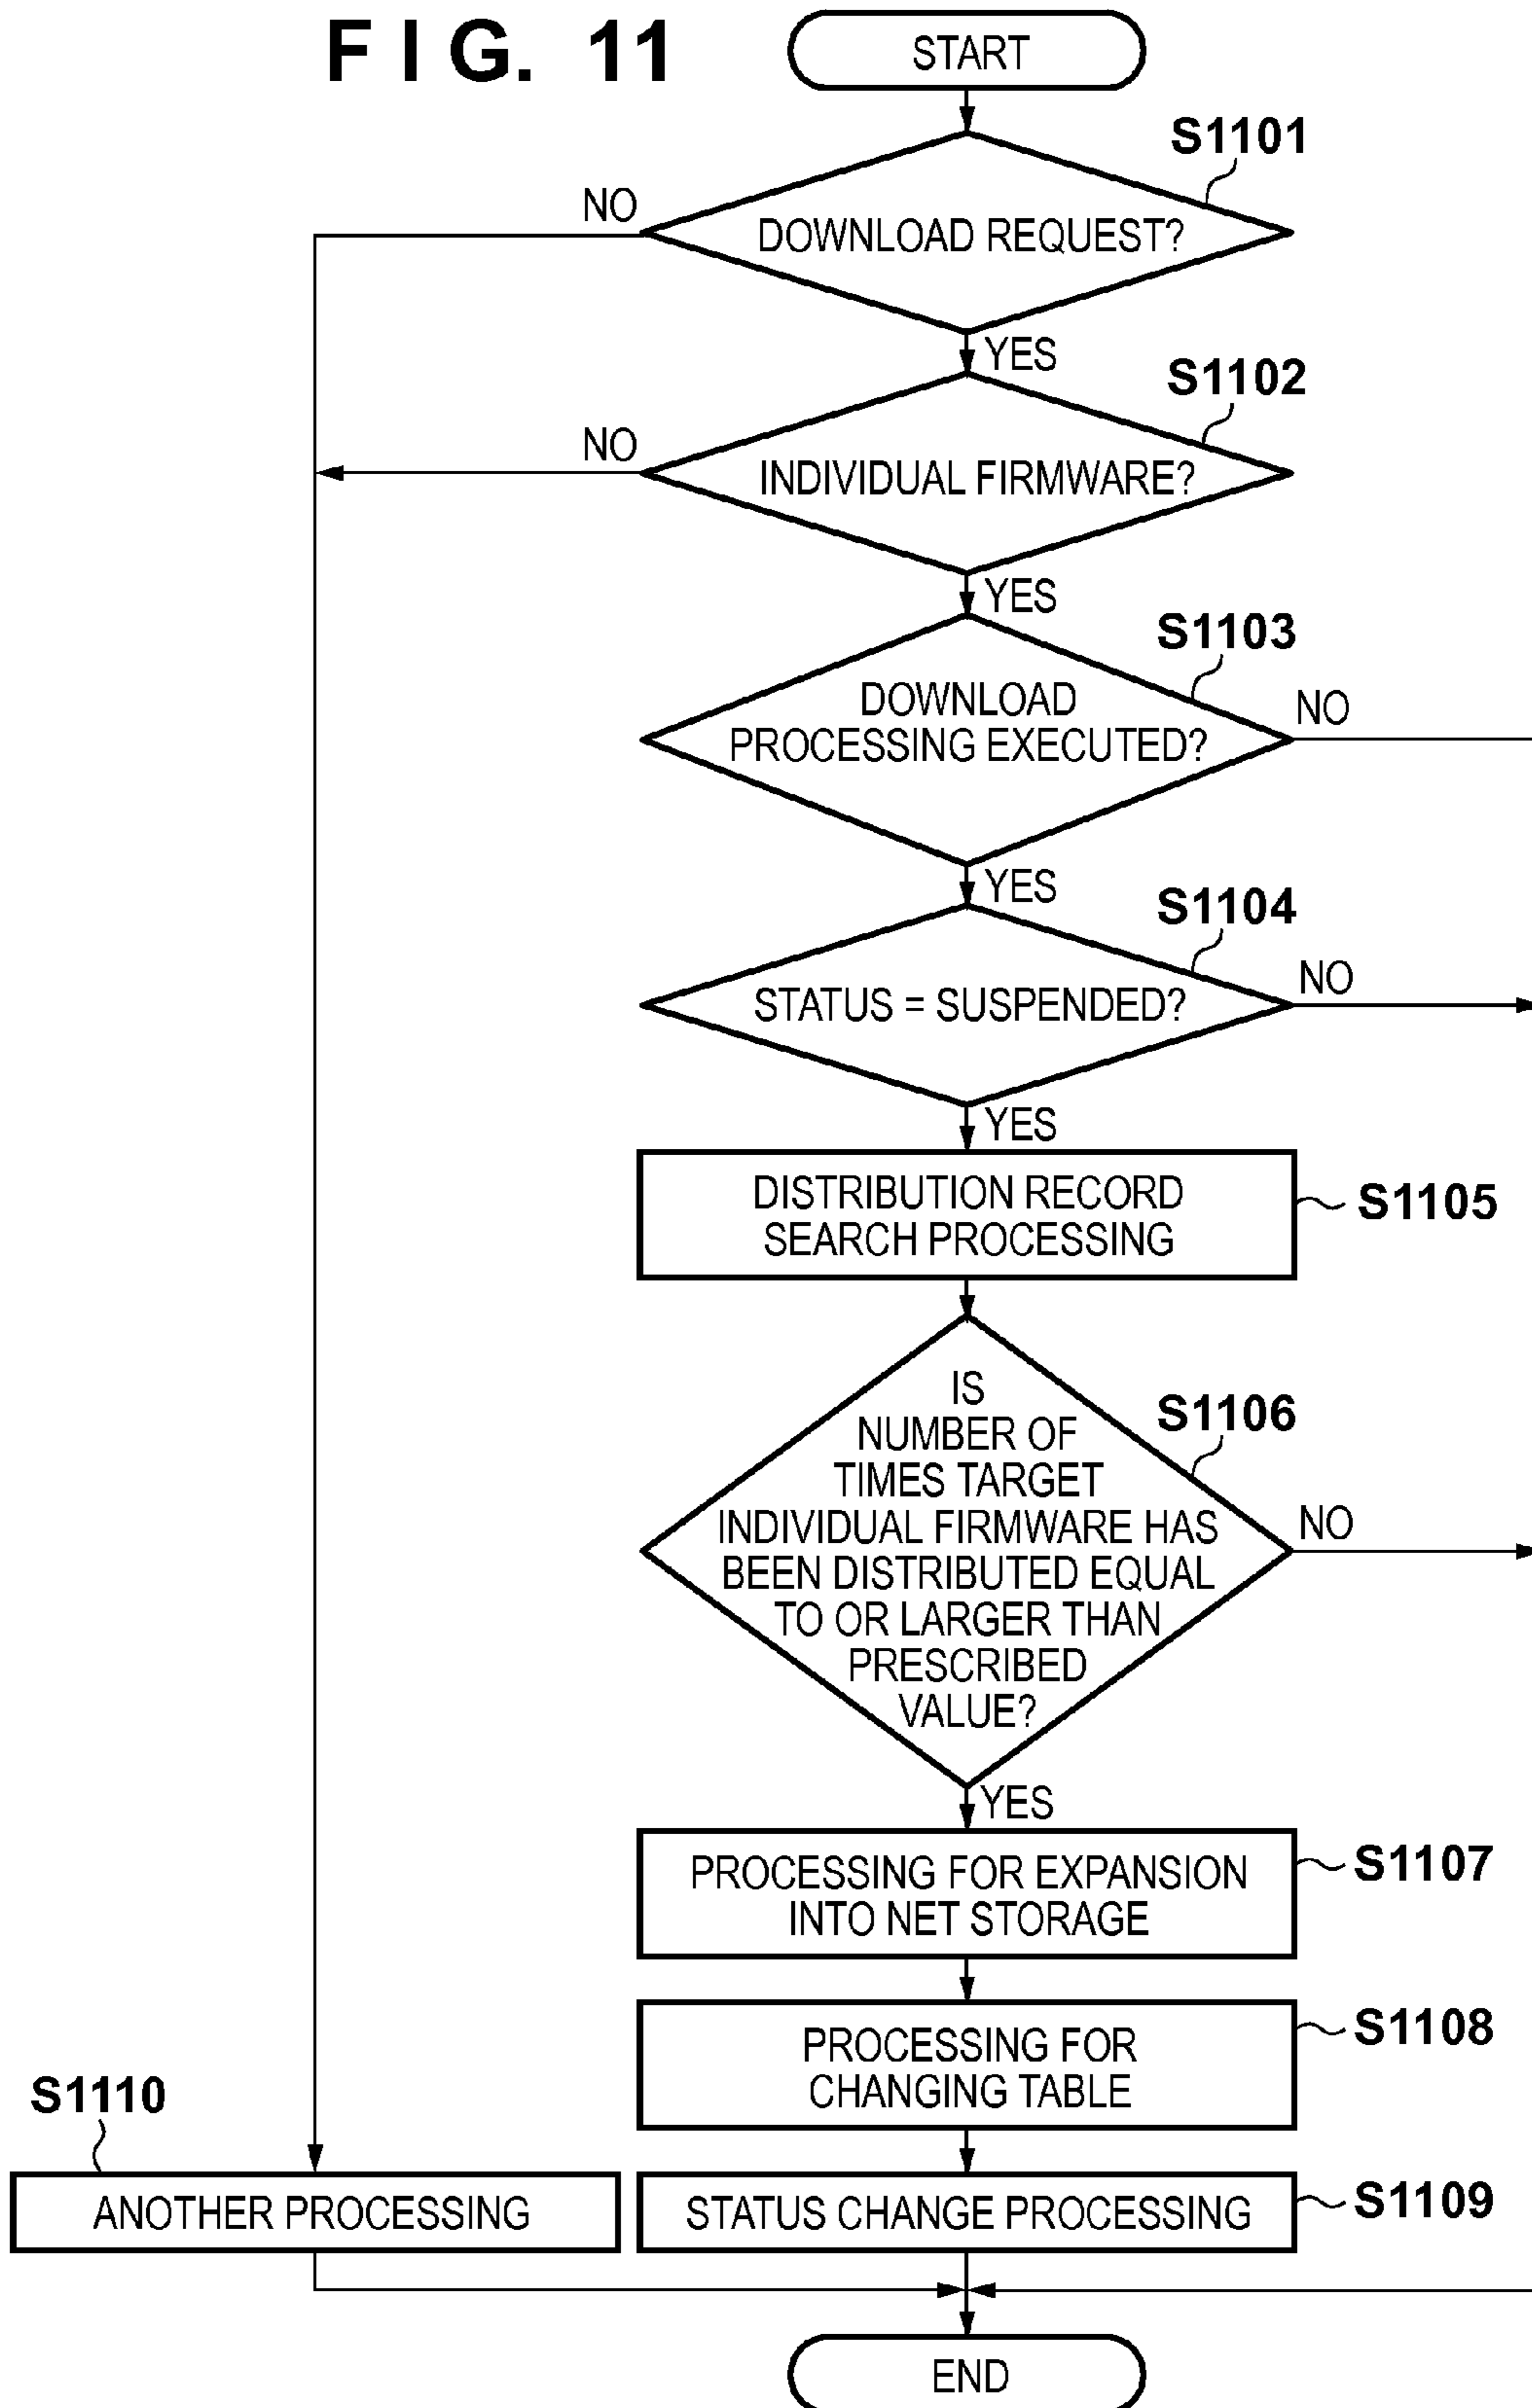 FIG. 11
START
S1101
NO
DOWNLOAD REQUEST?
YES
S1102
NO
INDIVIDUAL FIRMWARE?
YES
S1103
DOWNLOAD
PROCESSING EXECUTED?
NO
YES
S1104
STATUS = SUSPENDED?
NO
YES
DISTRIBUTION RECORD
SEARCH PROCESSING
S1105
IS
NUMBER OF
TIMES TARGET
INDIVIDUAL FIRMWARE HAS
BEEN DISTRIBUTED EQUAL
TO OR LARGER THAN
PRESCRIBED
VALUE?
S1106
NO
YES
PROCESSING FOR EXPANSION
INTO NET STORAGE
S1107
PROCESSING FOR
CHANGING TABLE
S1108
S1110
ANOTHER PROCESSING
STATUS CHANGE PROCESSING
S1109
END